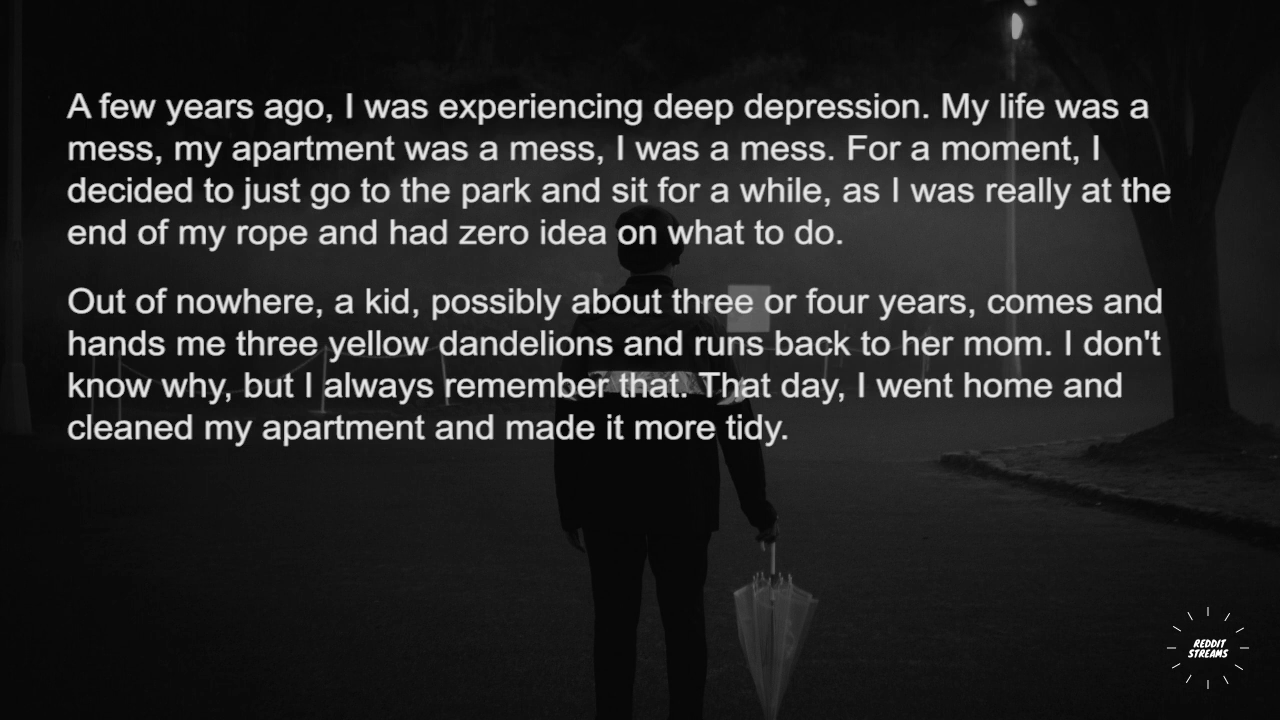 A few years ago, I was experiencing deep depression. My life was a
mess, my apartment was a mess, I was a mess. For a moment, I
decided to just go to the park and sit for a while, as I was really at the
end of my rope and had zero idea on what to do.
Out of nowhere, a kid, possibly about three or four years, comes and
hands me three yellow dandelions and runs back to her mom. I don't
know why, but I always remember that. That day, I went home and
cleaned my apartment and made it more tidy.
REDDIT
STREAMS